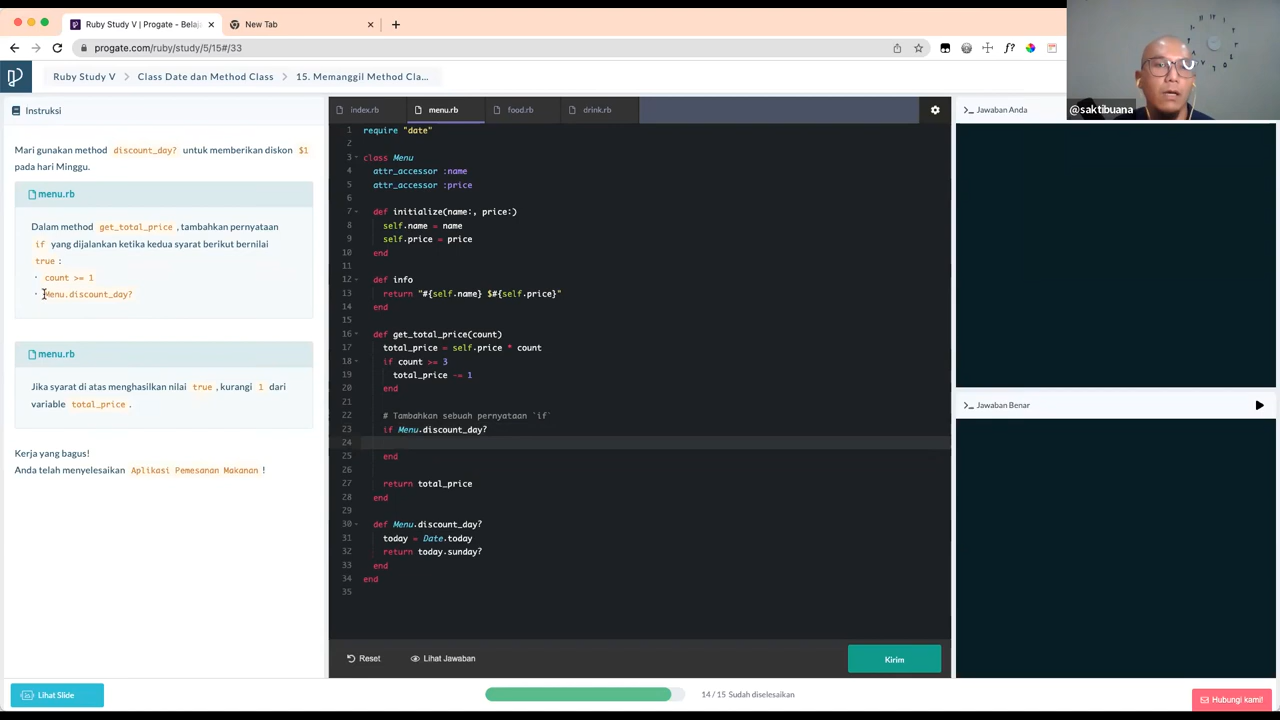 Ruby Study V | Progate - Belaja
New Tab
progate.com/ruby/study/5/15#/33
Ruby Study V
Class Date dan Method Class
15. Memanggil Method Cla...
@saktibuana
Instruksi
Mari gunakan method discount_day? untuk memberikan diskon $1
pada hari Minggu.
menu.rb
Dalam method get_total_price , tambahkan pernyataan
if yang dijalankan ketika kedua syarat berikut bernilai
true :
· count >= 1
· Menu.discount_day?
menu.rb
Jika syarat di atas menghasilkan nilai true , kurangi 1 dari
variable total_price .
Kerja yang bagus!
Anda telah menyelesaikan Aplikasi Pemesanan Makanan !
index.rb
menu.rb
food.rb
drink.rb
1 require "date"
2
3 class Menu
4 attr_accessor :name
5 attr_accessor :price
6
7 def initialize(name:, price:)
8 self.name = name
9 self.price = price
10 end
11
12 def info
13 return "#{self.name} $#{self.price}"
14 end
15
16 def get_total_price(count)
17 total_price = self.price * count
18 if count >= 3
19 total_price -= 1
20 end
21
22 # Tambahkan sebuah pernyataan `if`
23 if Menu.discount_day?
24
25 end
26
27 return total_price
28 end
29
30 def Menu.discount_day?
31 today = Date.today
32 return today.sunday?
33 end
34 end
35
Reset
Lihat Jawaban
Kirim
Jawaban Anda
Jawaban Benar
Lihat Slide
14 / 15 Sudah diselesaikan
Hubungi kami!